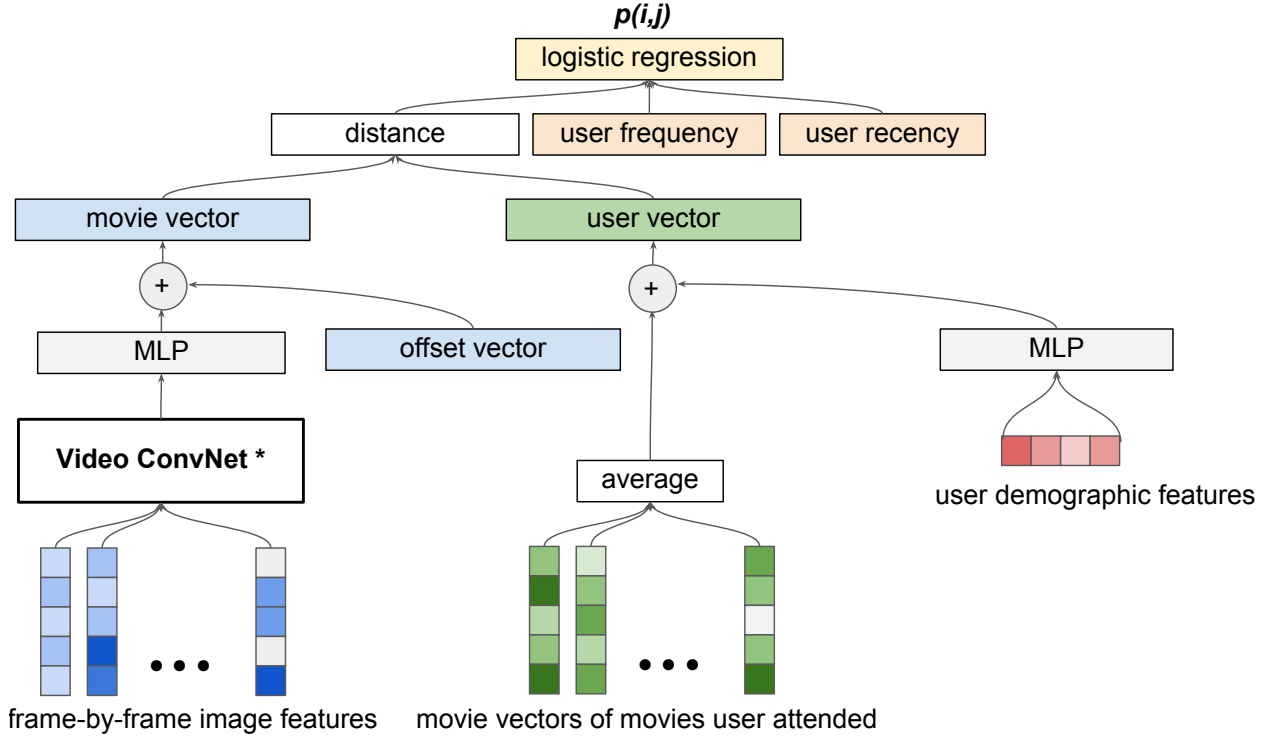 p(i,j)
logistic regression
distance
user frequency
user recency
movie vector
user vector
+
+
MLP
offset vector
MLP
Video ConvNet *
average
user demographic features
frame-by-frame image features
movie vectors of movies user attended